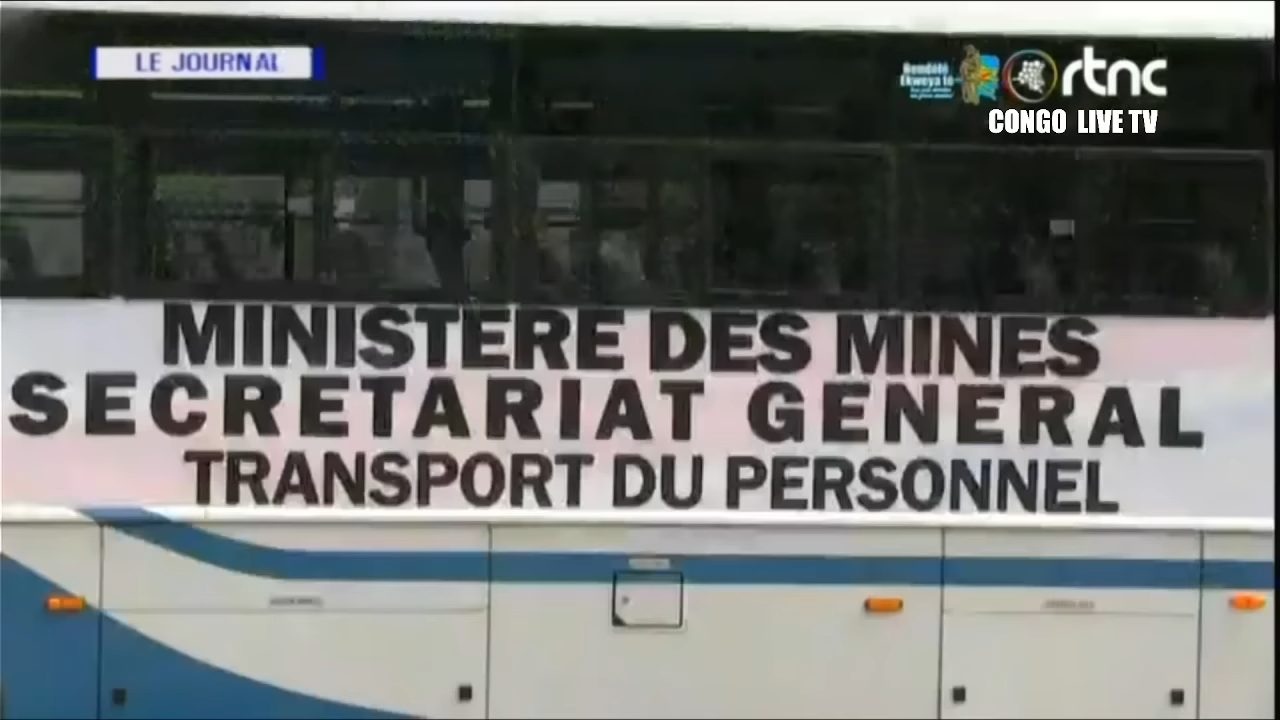 LE JOURNAL
rtnc
CONGO LIVE TV
MINISTERE DES MINES
SECRETARIAT GENERAL
TRANSPORT DU PERSONNEL